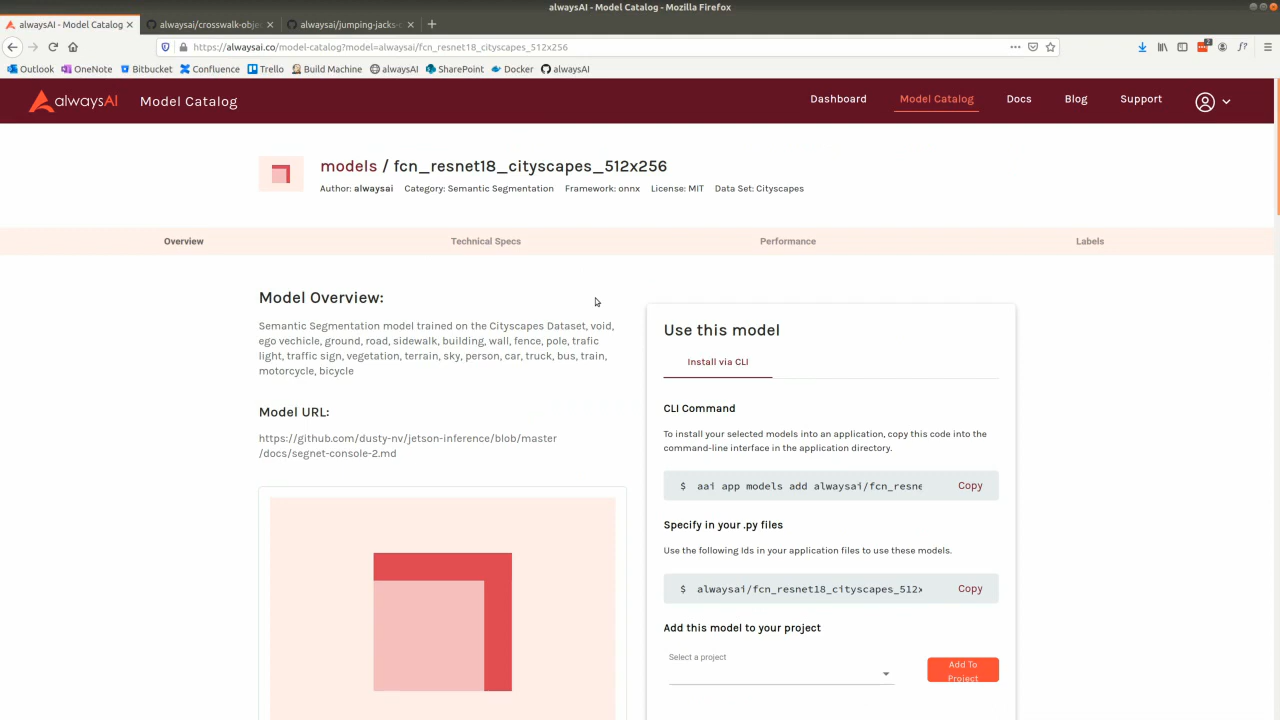 alwaysAI - Model Catalog - Mozilla Firefox
alwaysAI - Model Catalog
alwaysai/crosswalk-obje
alwaysai/jumping-jacks-c
https://alwaysai.co/model-catalog?model=alwaysai/fcn_resnet18_cityscapes_512x256
Outlook OneNote Bitbucket Confluence Trello Build Machine alwaysAI SharePoint Docker alwaysAI
alwaysAI Model Catalog Dashboard Model Catalog Docs Blog Support
models / fcn_resnet18_cityscapes_512x256
Author: alwaysai Category: Semantic Segmentation Framework: onnx License: MIT Data Set: Cityscapes
Overview Technical Specs Performance Labels
Model Overview:
Semantic Segmentation model trained on the Cityscapes Dataset, void,
ego vechicle, ground, road, sidewalk, building, wall, fence, pole, trafic
light, traffic sign, vegetation, terrain, sky, person, car, truck, bus, train,
motorcycle, bicycle
Model URL:
https://github.com/dusty-nv/jetson-inference/blob/master
/docs/segnet-console-2.md
Use this model
Install via CLI
CLI Command
To install your selected models into an application, copy this code into the
command-line interface in the application directory.
$ aai app models add alwaysai/fcn_resne Copy
Specify in your .py files
Use the following Ids in your application files to use these models.
$ alwaysai/fcn_resnet18_cityscapes_512x Copy
Add this model to your project
Select a project
Add To
Project